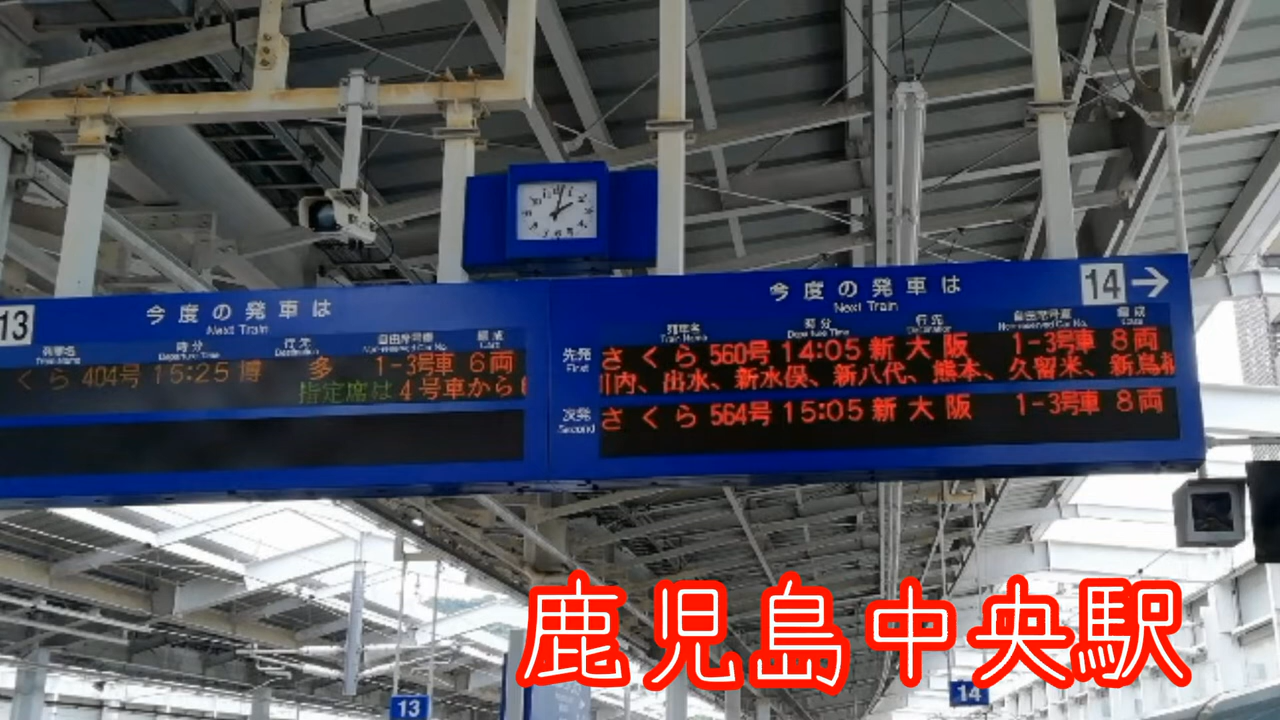 13
今度の発車は
Next Train
列車名 時分 行先 自由席号車 編成
Train Name Departure Time Destination Non-reserved Car No. Cars
くら 404号 15:25 博多 1-3号車 6両
指定席は4号車から
今度の発車は
Next Train
14 →
列車名 時分 行先 自由席号車 編成
Train Name Departure Time Destination Non-reserved Car No. Cars
先発
First
さくら 560号 14:05 新大阪 1-3号車 8両
川内、出水、新水俣、新八代、熊本、久留米、新鳥栖
次発
Second
さくら 564号 15:05 新大阪 1-3号車 8両
鹿児島中央駅
13
14